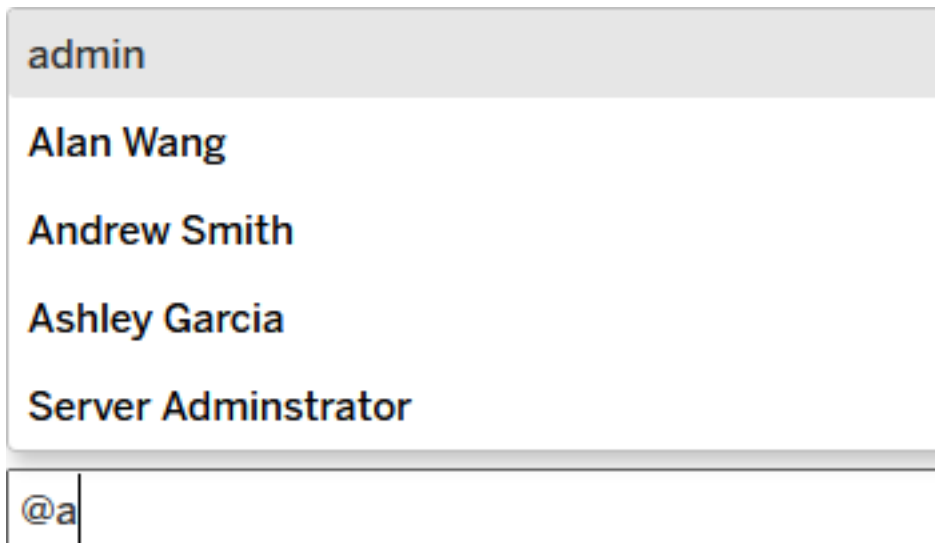 admin
Alan Wang
Andrew Smith
Ashley Garcia
Server Adminstrator
@a